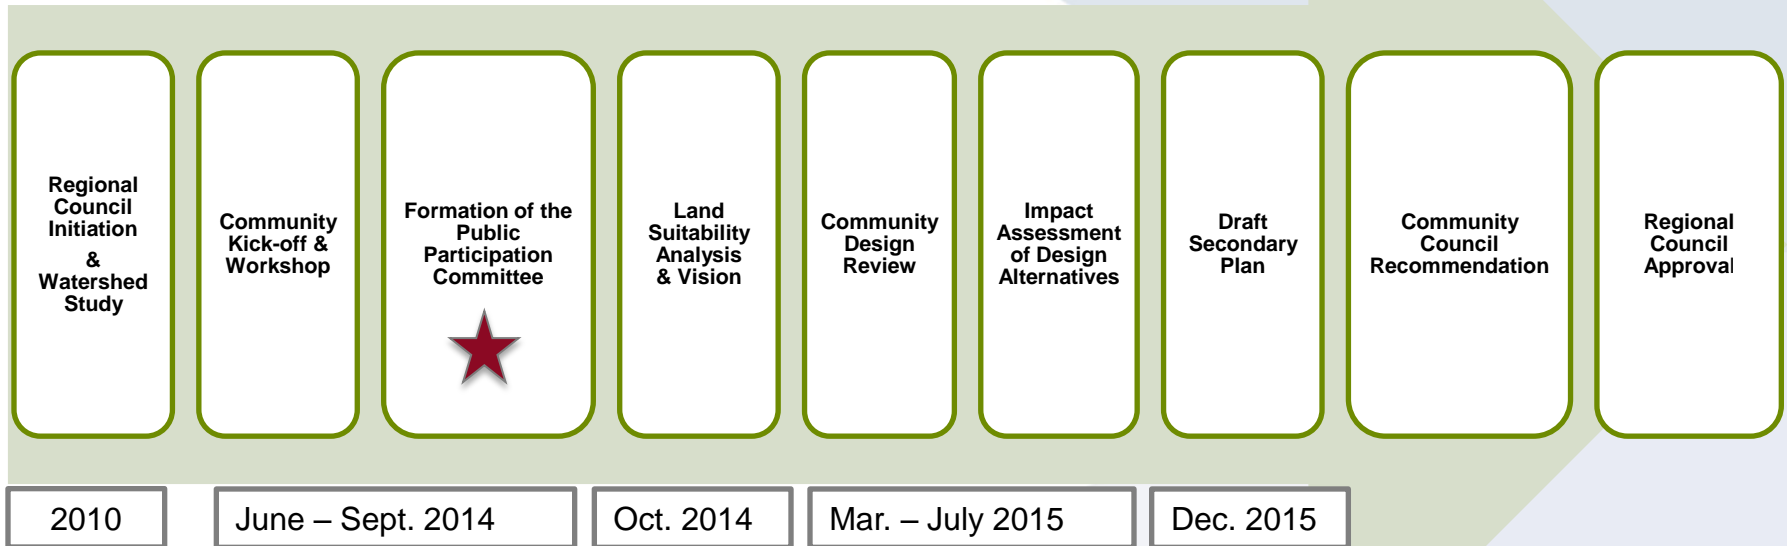 Regional
Council
Initiation
&
Watershed
Study
Community
Kick-off &
Workshop
Formation of the
Public
Participation
Committee
Land
Suitability
Analysis
& Vision
Community
Design
Review
Impact
Assessment
of Design
Alternatives
Draft
Secondary
Plan
Community
Council
Recommendation
Regional
Council
Approval
2010
June – Sept. 2014
Oct. 2014
Mar. – July 2015
Dec. 2015